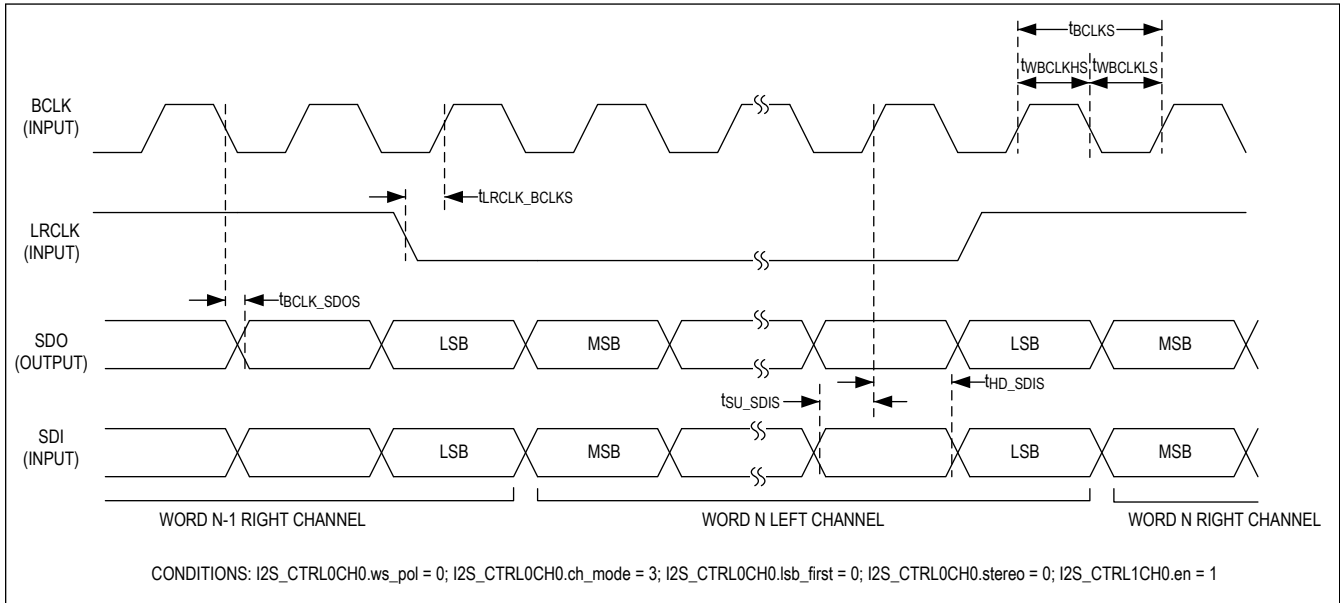 tBCLKS
tWBCLKHS tWBCLKLS
BCLK
(INPUT)
tLRCLK_BCLKS
LRCLK
(INPUT)
tBCLK_SDOS
SDO
(OUTPUT)
LSB MSB LSB MSB
tSU_SDIS tHD_SDIS
SDI
(INPUT)
LSB MSB LSB MSB
WORD N-1 RIGHT CHANNEL WORD N LEFT CHANNEL WORD N RIGHT CHANNEL
CONDITIONS: I2S_CTRL0CH0.ws_pol = 0; I2S_CTRL0CH0.ch_mode = 3; I2S_CTRL0CH0.lsb_first = 0; I2S_CTRL0CH0.stereo = 0; I2S_CTRL1CH0.en = 1